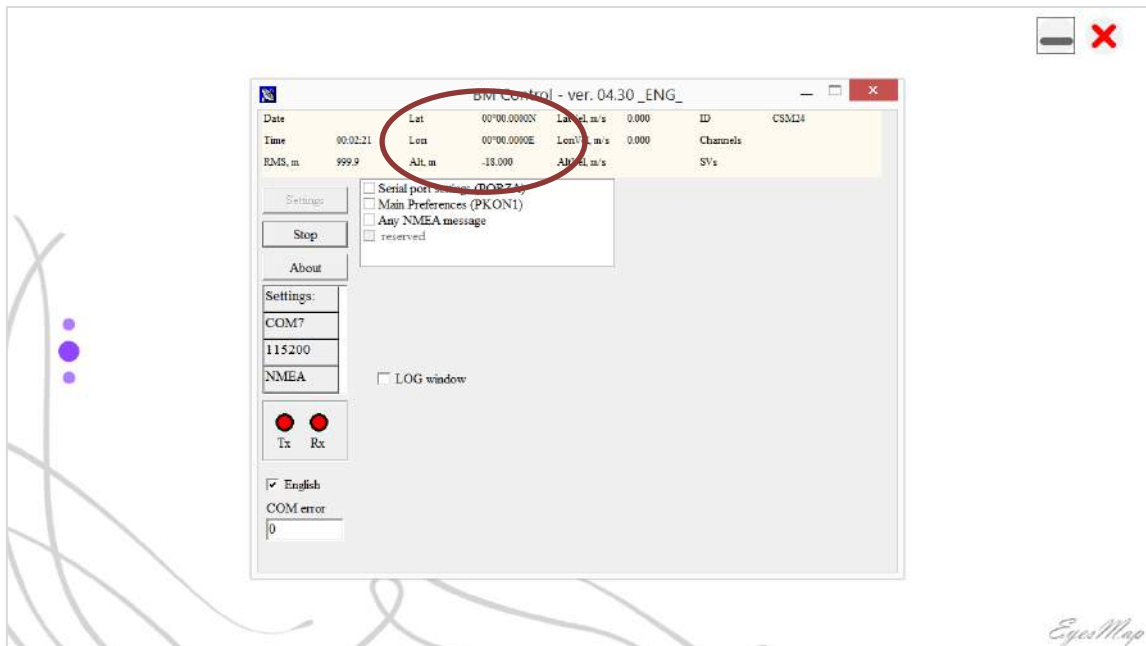 BM Control - ver. 04.30 _ENG_
Date Lat 00°00.0000N LatVel, m/s 0.000 ID CSM24
Time 00:02:21 Lon 00°00.0000E LonVel, m/s 0.000 Channels
RMS, m 999.9 Alt, m -18.000 AltVel, m/s SVs
Settings
Stop
About
Serial port settings (PORZA)
Main Preferences (PKON1)
Any NMEA message
reserved
Settings:
COM7
115200
NMEA
LOG window
Tx Rx
English
COM error
0
EyesMap